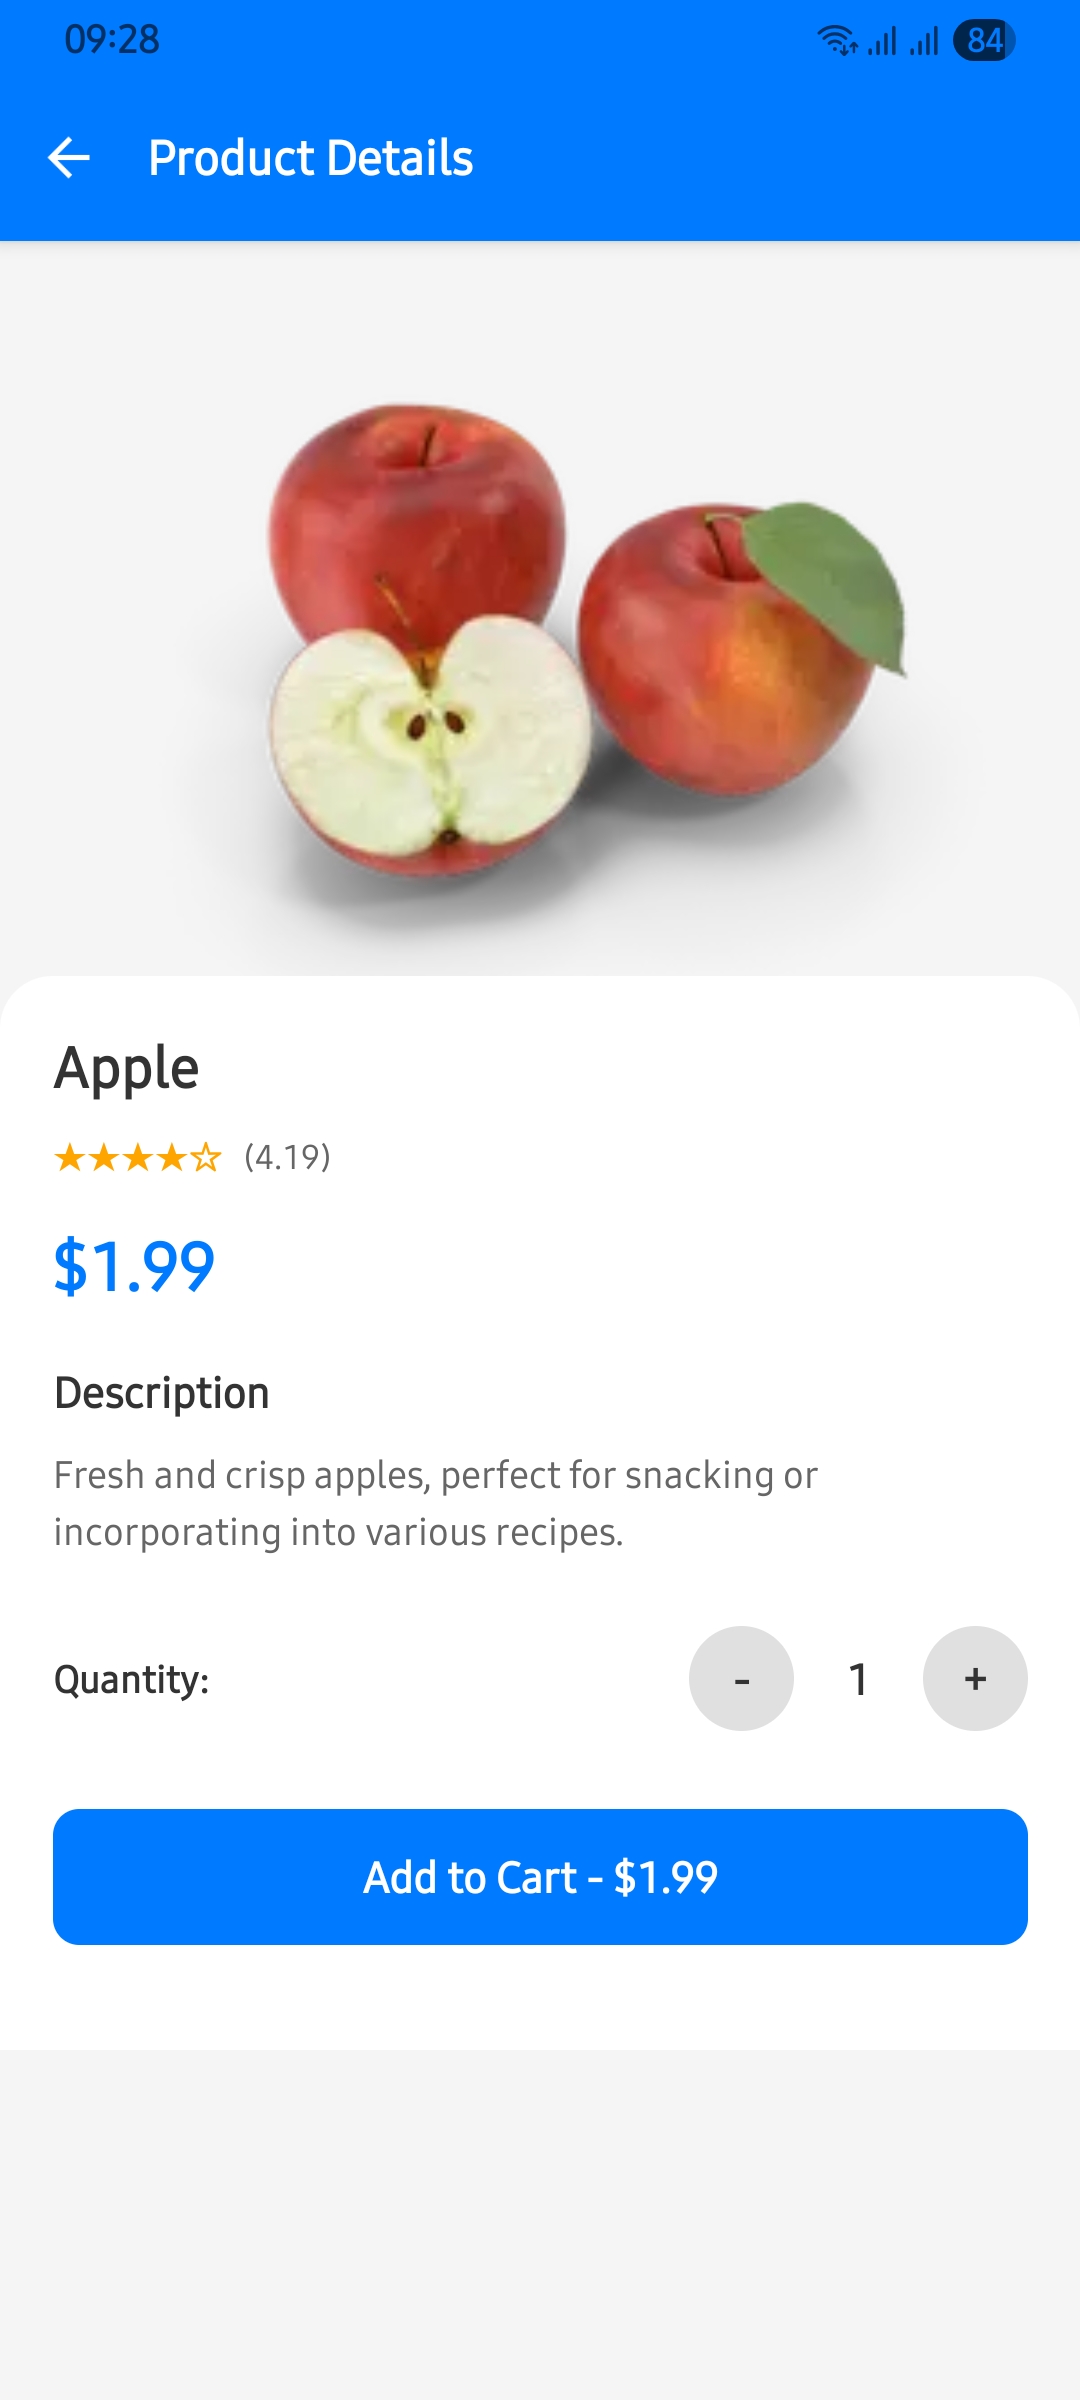 09:28
84
Product Details
Apple
★★★★☆ (4.19)
$1.99
Description
Fresh and crisp apples, perfect for snacking or
incorporating into various recipes.
Quantity:
- 1 +
Add to Cart - $1.99